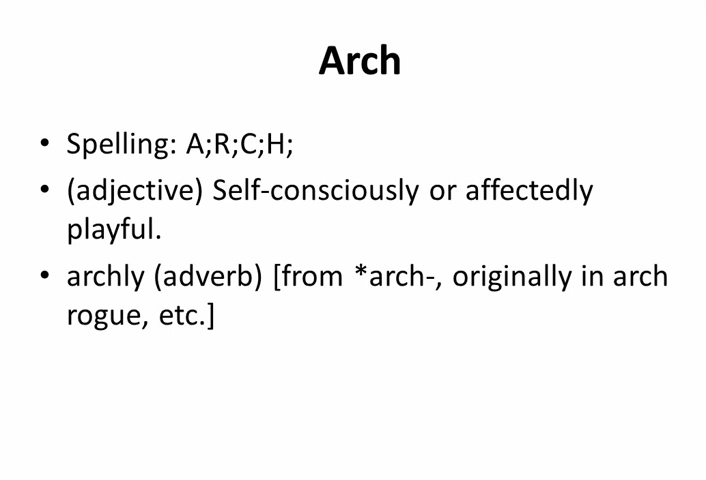 Arch
• Spelling: A;R;C;H;
• (adjective) Self-consciously or affectedly
playful.
• archly (adverb) [from *arch-, originally in arch
rogue, etc.]